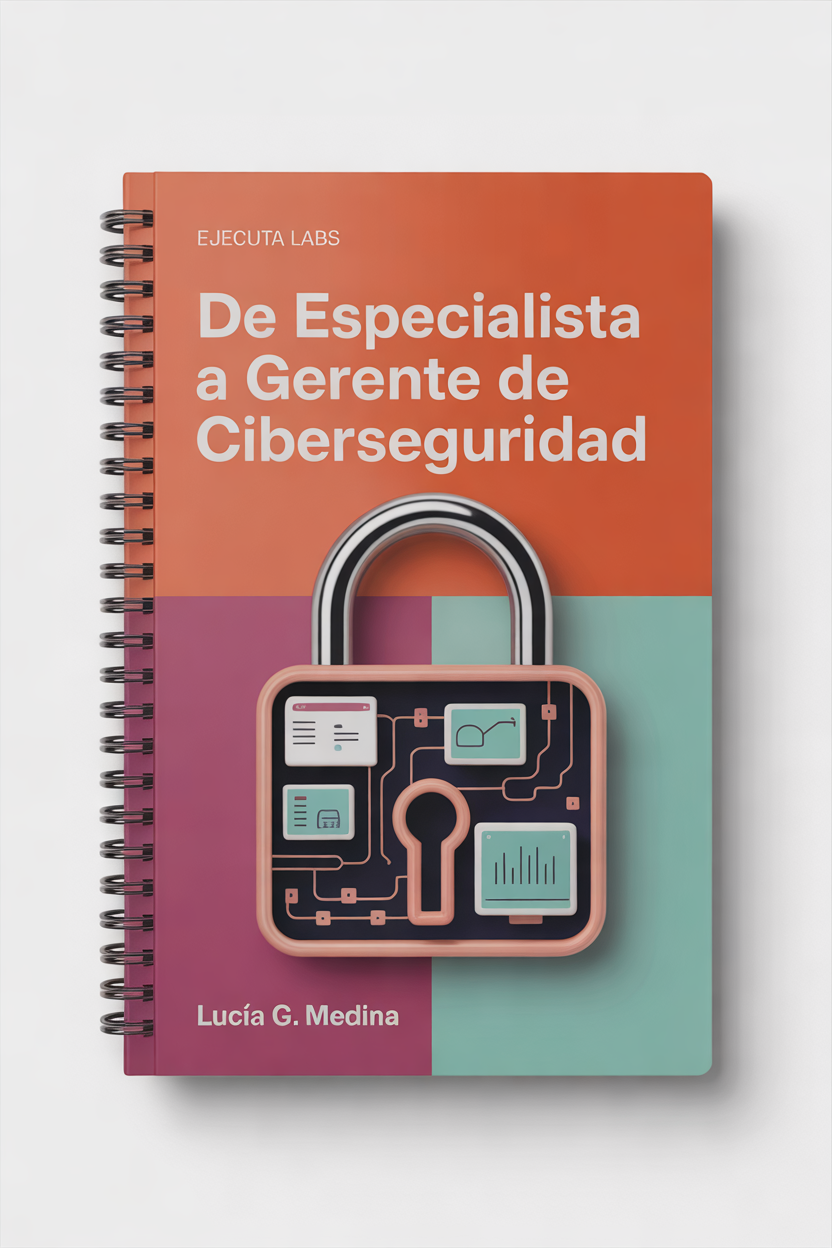 EJECUTA LABS
De Especialista
a Gerente de
Ciberseguridad
Lucía G. Medina